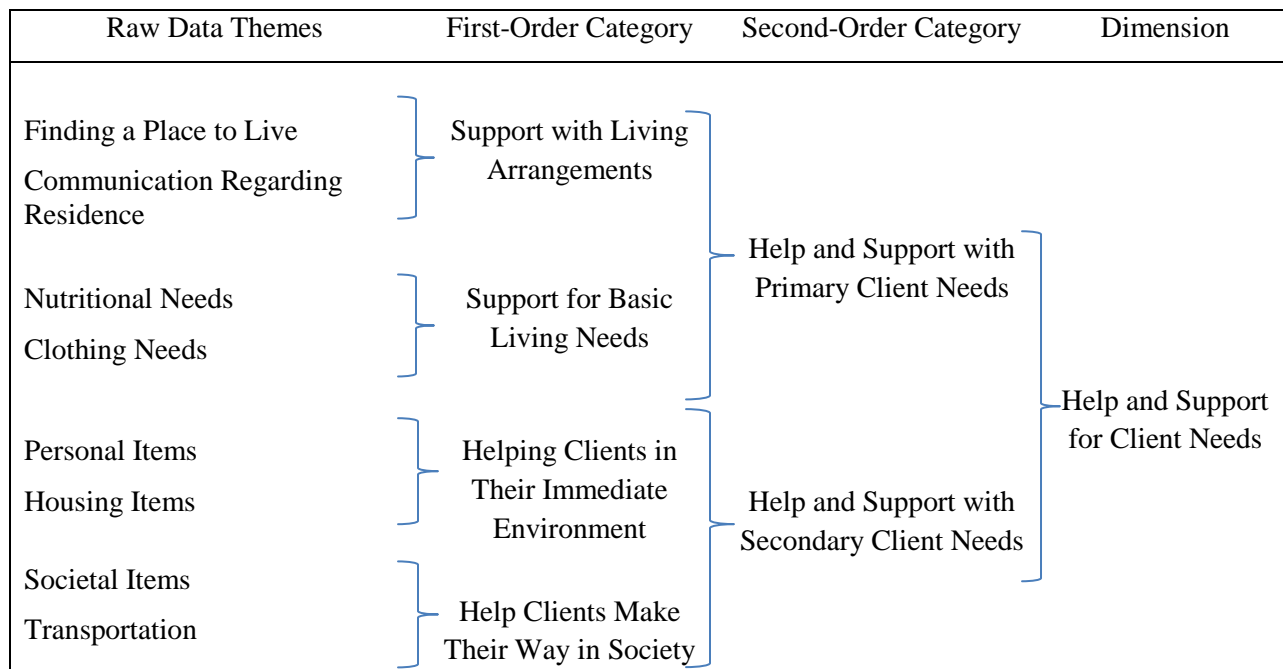 Raw Data Themes First-Order Category Second-Order Category Dimension
Finding a Place to Live
Communication Regarding
Residence
Support with Living
Arrangements
Nutritional Needs
Clothing Needs
Support for Basic
Living Needs
Help and Support with
Primary Client Needs
Personal Items
Housing Items
Helping Clients in
Their Immediate
Environment
Societal Items
Transportation
Help Clients Make
Their Way in Society
Help and Support with
Secondary Client Needs
Help and Support
for Client Needs